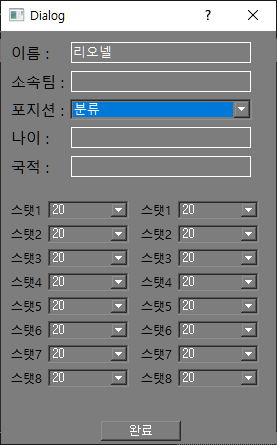 Dialog ? ×
이름 : 리오넬
소속팀 :
포지션 : 분류
나이 :
국적 :
스탯1 20 스탯1 20
스탯2 20 스탯2 20
스탯3 20 스탯3 20
스탯4 20 스탯4 20
스탯5 20 스탯5 20
스탯6 20 스탯6 20
스탯7 20 스탯7 20
스탯8 20 스탯8 20
완료